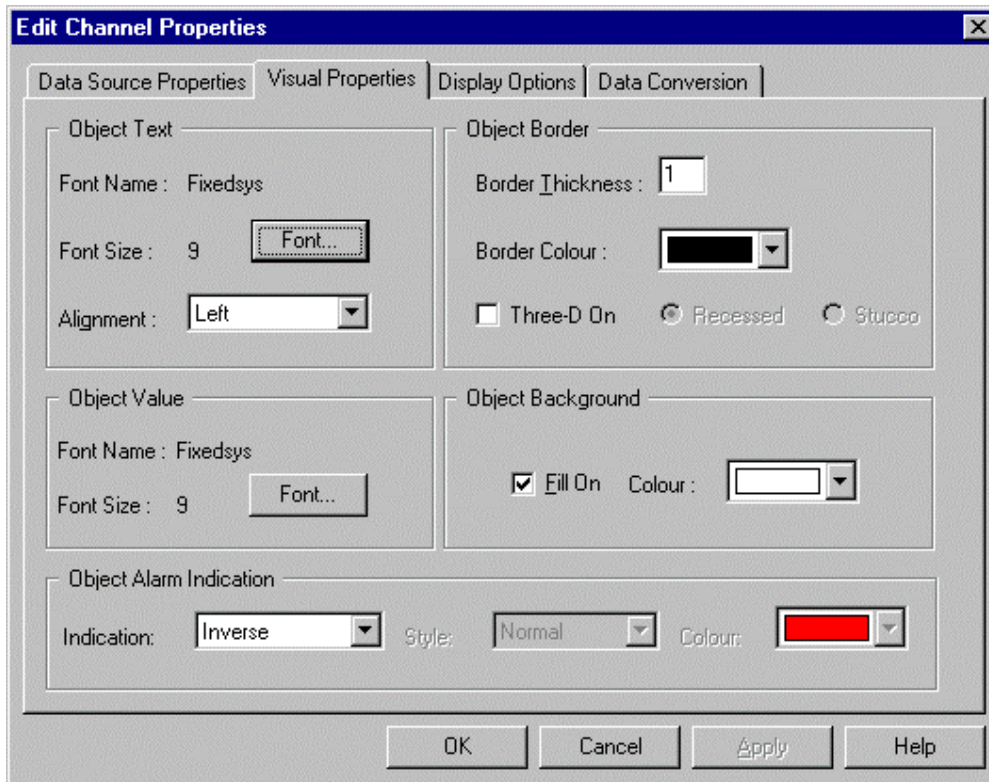 Edit Channel Properties
Data Source Properties Visual Properties Display Options Data Conversion
Object Text
Font Name : Fixedsys
Font Size : 9 Font...
Alignment : Left
Object Border
Border Thickness : 1
Border Colour :
Three-D On Recessed Stucco
Object Value
Font Name : Fixedsys
Font Size : 9 Font...
Object Background
Fill On Colour :
Object Alarm Indication
Indication: Inverse Style: Normal Colour:
OK Cancel Apply Help